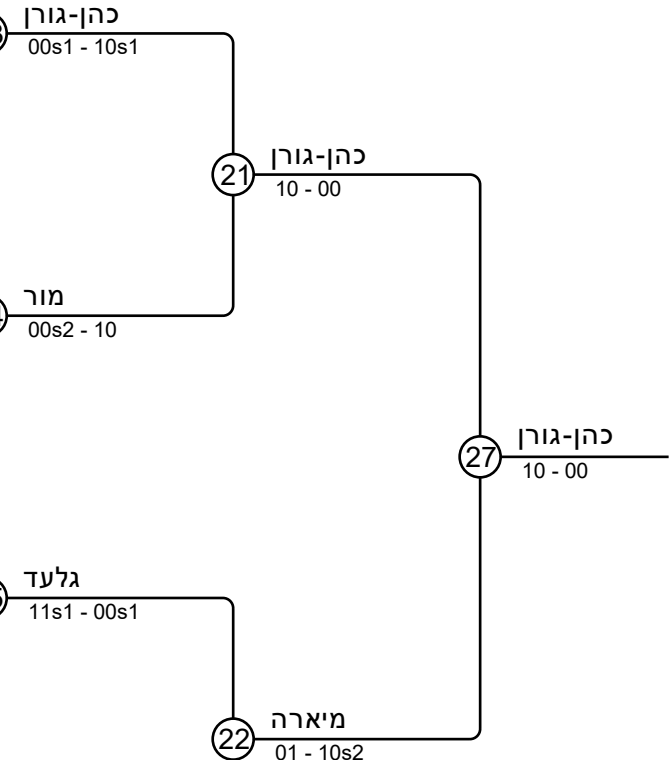 כהן-גורן
00s1 - 10s1
21
כהן-גורן
10 - 00
מור
00s2 - 10
27
כהן-גורן
10 - 00
גלעד
11s1 - 00s1
22
מיארה
01 - 10s2